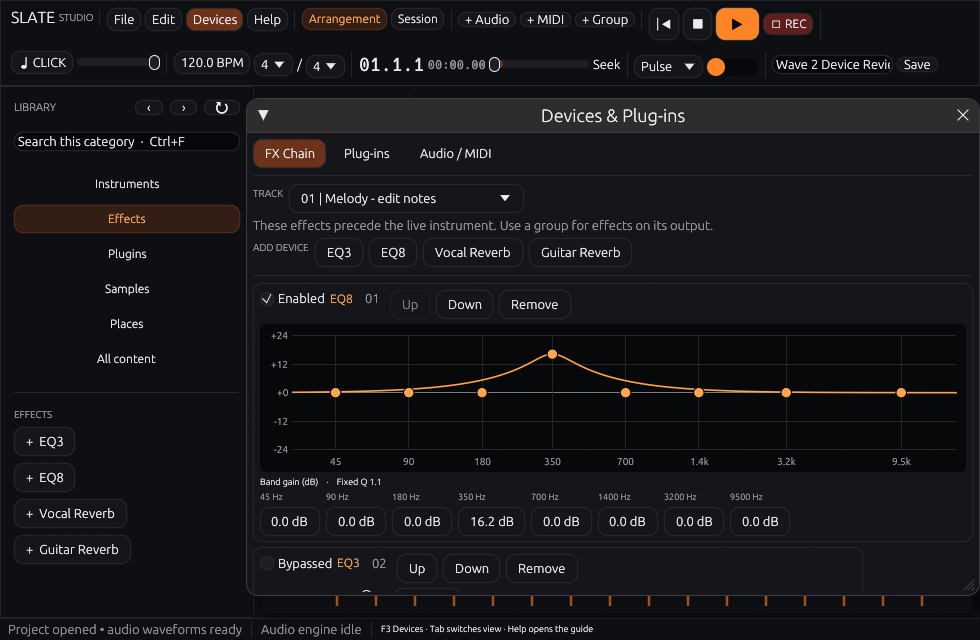 SLATE STUDIO File Edit Devices Help Arrangement Session + Audio + MIDI + Group REC
CLICK 120.0 BPM 4 / 4 01.1.1 00:00.00 Seek Pulse Wave 2 Device Revie Save
LIBRARY ‹ ›
Search this category · Ctrl+F
Instruments
Effects
Plugins
Samples
Places
All content
EFFECTS
+ EQ3
+ EQ8
+ Vocal Reverb
+ Guitar Reverb
Devices & Plug-ins
FX Chain Plug-ins Audio / MIDI
TRACK 01 | Melody - edit notes
These effects precede the live instrument. Use a group for effects on its output.
ADD DEVICE EQ3 EQ8 Vocal Reverb Guitar Reverb
Enabled EQ8 01 Up Down Remove
+24
+12
+0
-12
-24
45 90 180 350 700 1.4k 3.2k 9.5k
Band gain (dB) · Fixed Q 1.1
45 Hz 90 Hz 180 Hz 350 Hz 700 Hz 1400 Hz 3200 Hz 9500 Hz
0.0 dB 0.0 dB 0.0 dB 16.2 dB 0.0 dB 0.0 dB 0.0 dB 0.0 dB
Bypassed EQ3 02 Up Down Remove
Project opened • audio waveforms ready Audio engine idle F3 Devices · Tab switches view · Help opens the guide